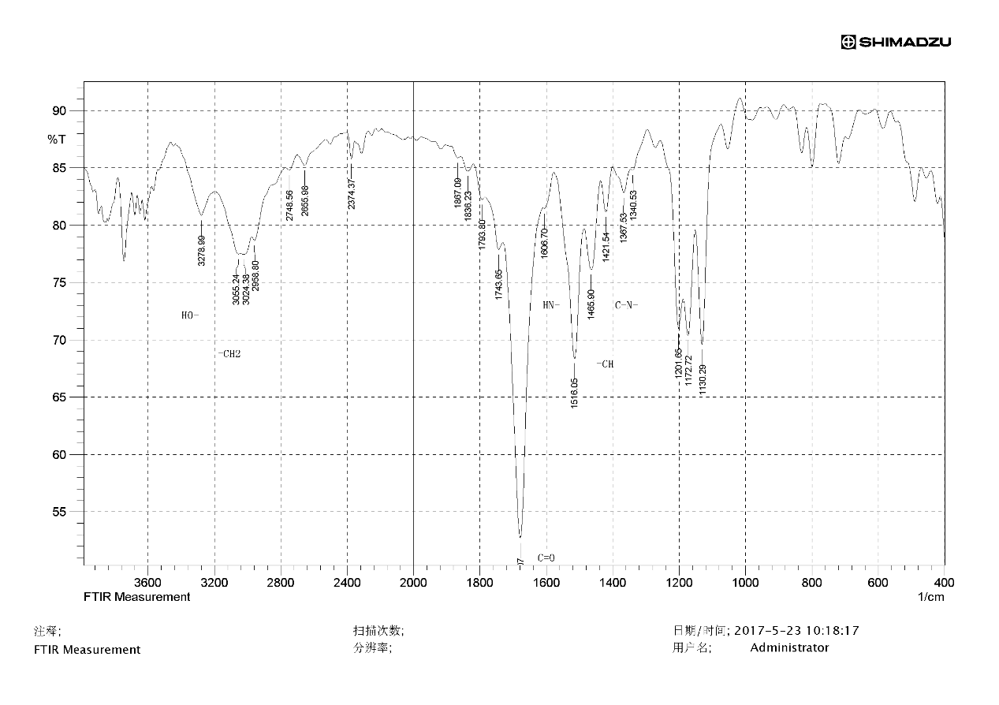 SHIMADZU
90
%T
85
80
75
70
65
60
55
3278.99
3055.24
3024.38
2958.80
2748.56
2655.98
2374.37
1867.09
1836.23
1793.80
1743.65
1606.70
1516.05
1465.90
1421.54
1367.53
1340.53
1201.65
1172.72
1130.29
HO-
-CH2
HN-
C-N-
-CH
C=O
3600 3200 2800 2400 2000 1800 1600 1400 1200 1000 800 600 400
FTIR Measurement 1/cm
注释; 扫描次数; 日期/时间; 2017-5-23 10:18:17
FTIR Measurement 分辨率; 用户名; Administrator